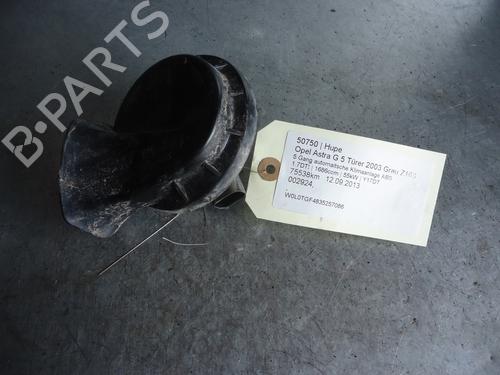 B-PARTS
50750 | Hupe
Opel Astra G 5 Türer 2003 Grau Z163
5 Gang automaitsche Klimaanlage ABS
1.7DTI | 1686ccm | 55kW | Y17DT
75538km 12.09.2013
002924,
W0L0TGF4835257086